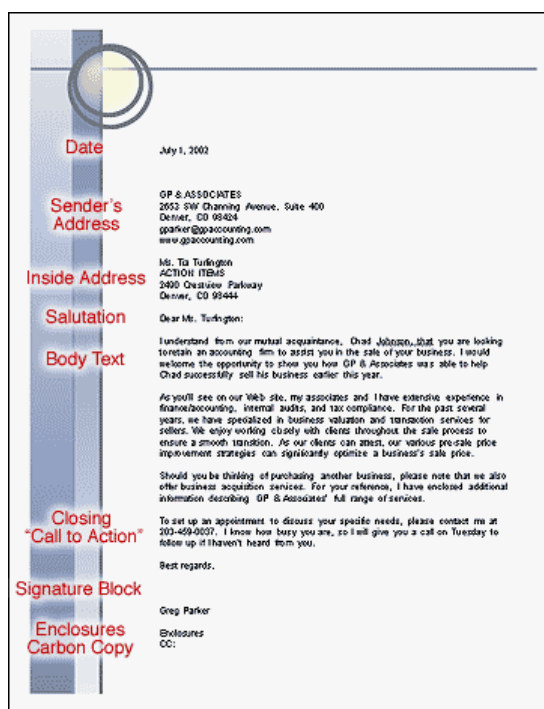 Date
July 1, 2002
Sender's
Address
GP & ASSOCIATES
2653 SW Channing Avenue, Suite 400
Denver, CO 98424
gparker@gpaccounting.com
www.gpaccounting.com
Inside Address
Ms. Tia Turlington
ACTION ITEMS
2490 Crestview Parkway
Denver, CO 98444
Salutation
Dear Ms. Turlington:
Body Text
I understand from our mutual acquaintance, Chad Johnson, that you are looking
to retain an accounting firm to assist you in the sale of your business. I would
welcome the opportunity to show you how GP & Associates was able to help
Chad successfully sell his business earlier this year.
As you'll see on our Web site, my associates and I have extensive experience in
finance/accounting, internal audits, and tax compliance. For the past several
years, we have specialized in business valuation and transaction services for
sellers. We enjoy working closely with clients throughout the sale process to
ensure a smooth transition. As our clients can attest, our various pre-sale price
improvement strategies can significantly optimize a business's sale price.
Should you be thinking of purchasing another business, please note that we also
offer business acquisition services. For your reference, I have enclosed additional
information describing GP & Associates' full range of services.
Closing
"Call to Action"
To set up an appointment to discuss your specific needs, please contact me at
203-459-0037. I know how busy you are, so I will give you a call on Tuesday to
follow up if I haven't heard from you.
Best regards,
Signature Block
Greg Parker
Enclosures
Carbon Copy
Enclosures
CC: